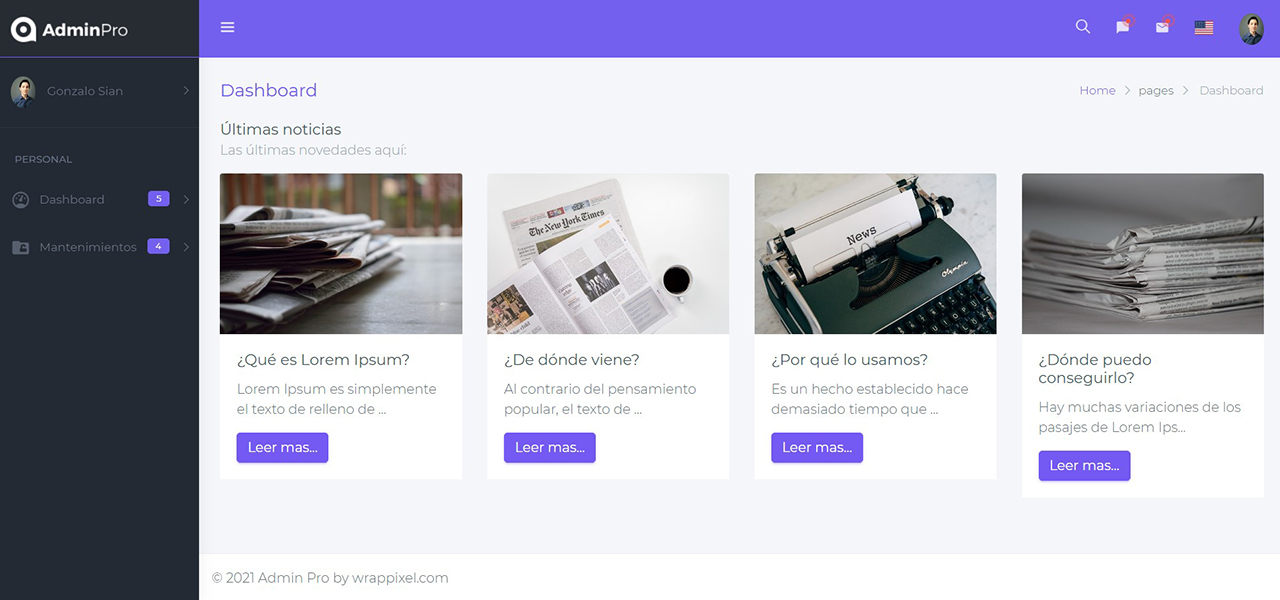 AdminPro
Gonzalo Sian
PERSONAL
Dashboard 5
Mantenimientos 4
Dashboard
Home > pages > Dashboard
Últimas noticias
Las últimas novedades aquí:
The New York Times
News
Olympia
¿Qué es Lorem Ipsum?
Lorem Ipsum es simplemente
el texto de relleno de ...
Leer mas...
¿De dónde viene?
Al contrario del pensamiento
popular, el texto de ...
Leer mas...
¿Por qué lo usamos?
Es un hecho establecido hace
demasiado tiempo que ...
Leer mas...
¿Dónde puedo
conseguirlo?
Hay muchas variaciones de los
pasajes de Lorem Ips...
Leer mas...
© 2021 Admin Pro by wrappixel.com